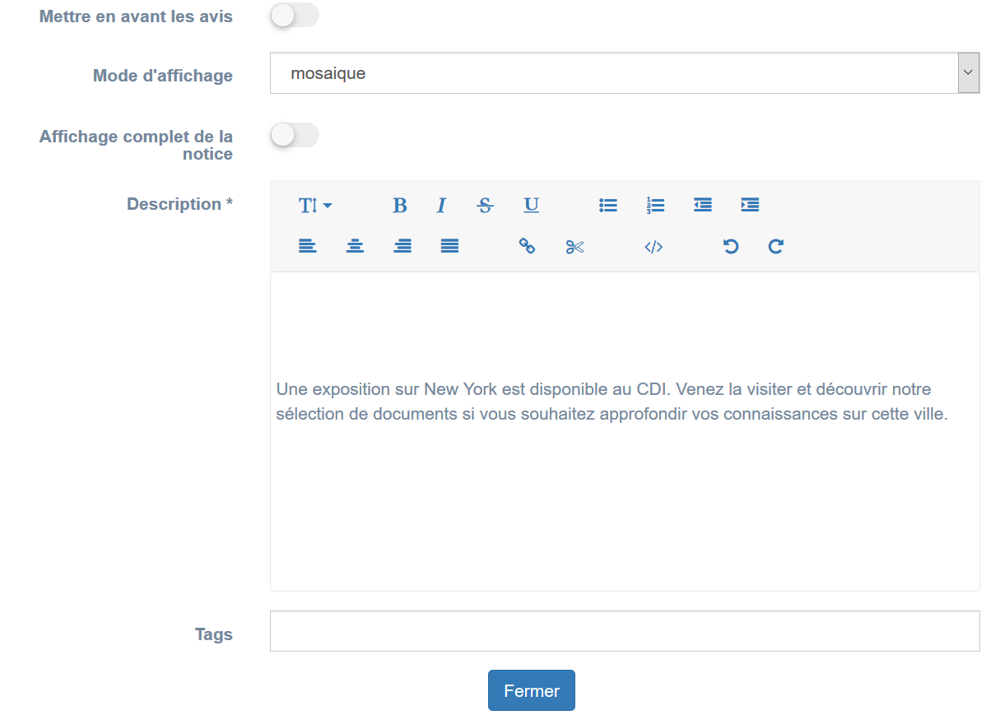 Mettre en avant les avis
Mode d'affichage
mosaique
Affichage complet de la
notice
Description *
Une exposition sur New York est disponible au CDI. Venez la visiter et découvrir notre
sélection de documents si vous souhaitez approfondir vos connaissances sur cette ville.
Tags
Fermer